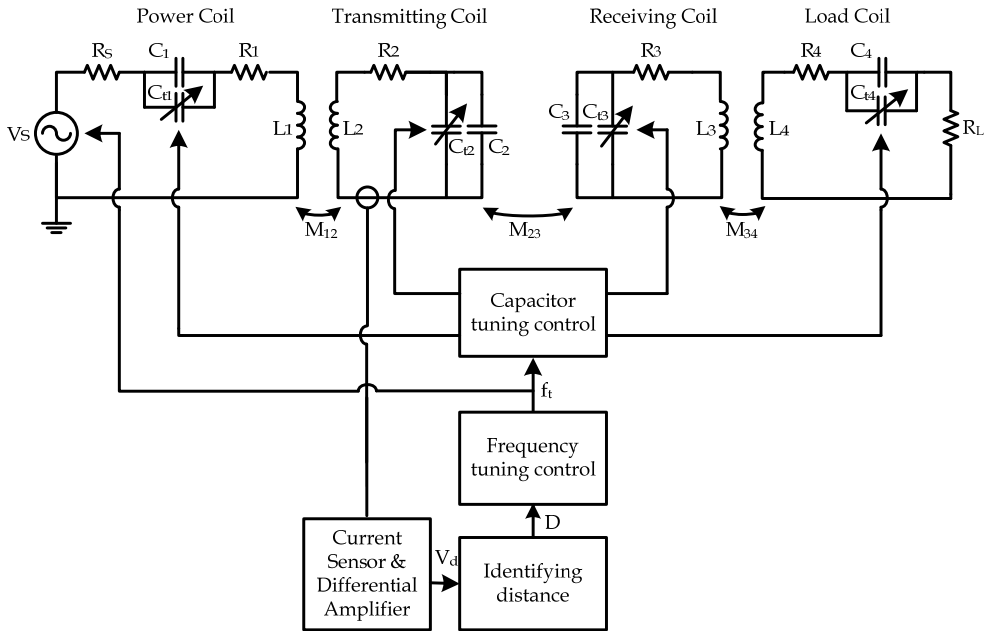 Power Coil
Transmitting Coil
Receiving Coil
Load Coil
RS
C1
R1
R2
R3
R4
C4
Ct1
Ct4
VS
L1
L2
Ct2
C2
C3
Ct3
L3
L4
RL
M12
M23
M34
Capacitor
tuning control
ft
Frequency
tuning control
D
Current
Sensor &
Differential
Amplifier
Vd
Identifying
distance